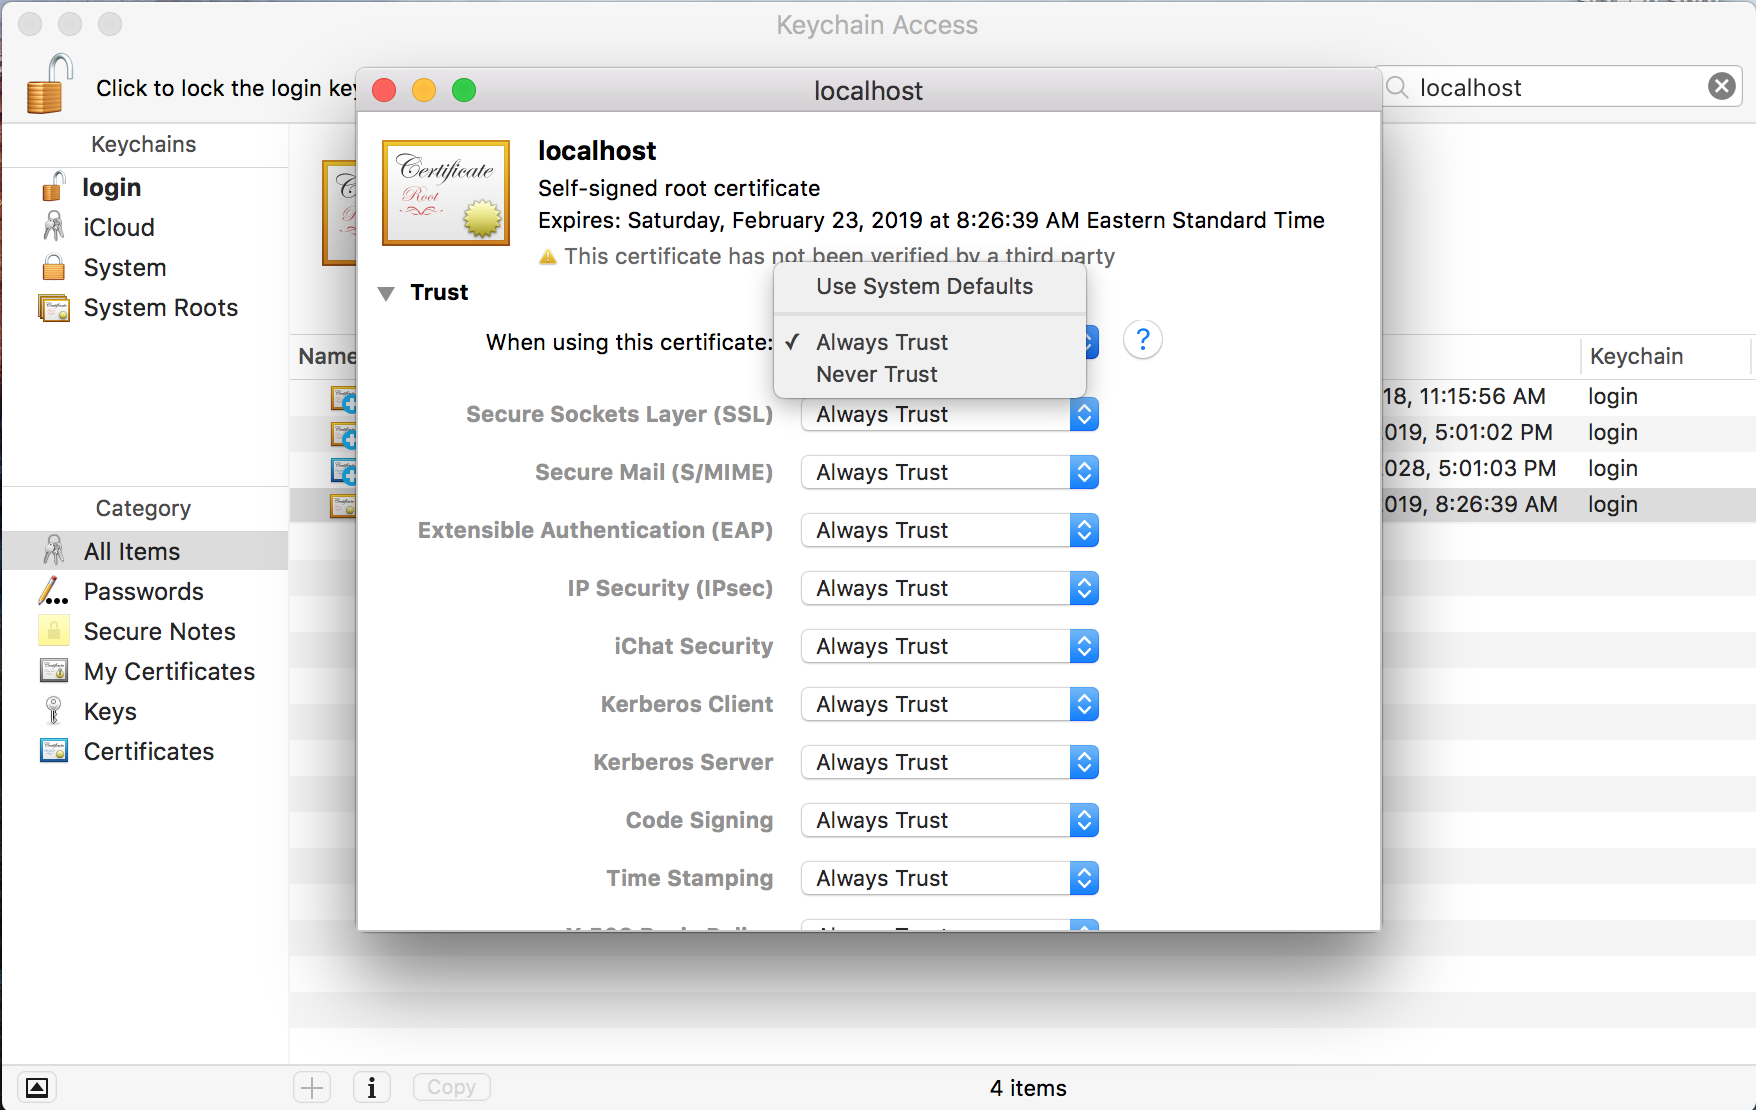 Keychain Access
Click to lock the login
localhost
localhost
Keychains
login
iCloud
System
System Roots
Certificate
Root
localhost
Self-signed root certificate
Expires: Saturday, February 23, 2019 at 8:26:39 AM Eastern Standard Time
This certificate has not been verified by a third party
Trust
Use System Defaults
When using this certificate: ✓ Always Trust
Never Trust
?
Name
Keychain
Secure Sockets Layer (SSL) Always Trust
Secure Mail (S/MIME) Always Trust
Extensible Authentication (EAP) Always Trust
IP Security (IPsec) Always Trust
iChat Security Always Trust
Kerberos Client Always Trust
Kerberos Server Always Trust
Code Signing Always Trust
Time Stamping Always Trust
18, 11:15:56 AM login
019, 5:01:02 PM login
028, 5:01:03 PM login
019, 8:26:39 AM login
Category
All Items
Passwords
Secure Notes
My Certificates
Keys
Certificates
Copy
4 items